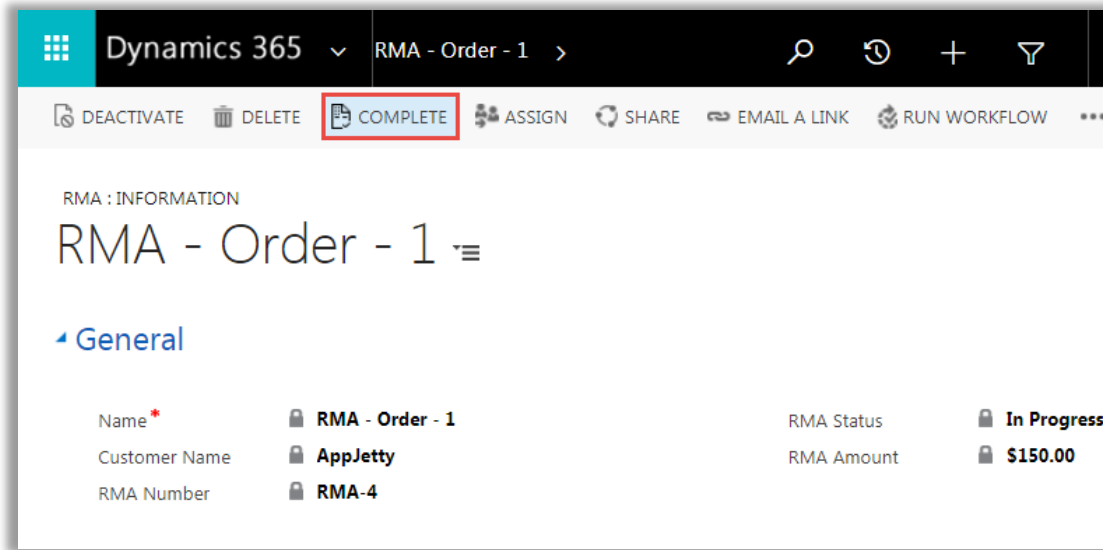 Dynamics 365 RMA - Order - 1
DEACTIVATE DELETE COMPLETE ASSIGN SHARE EMAIL A LINK RUN WORKFLOW •••
RMA : INFORMATION
RMA - Order - 1
General
Name* RMA - Order - 1 RMA Status In Progress
Customer Name AppJetty RMA Amount $150.00
RMA Number RMA-4